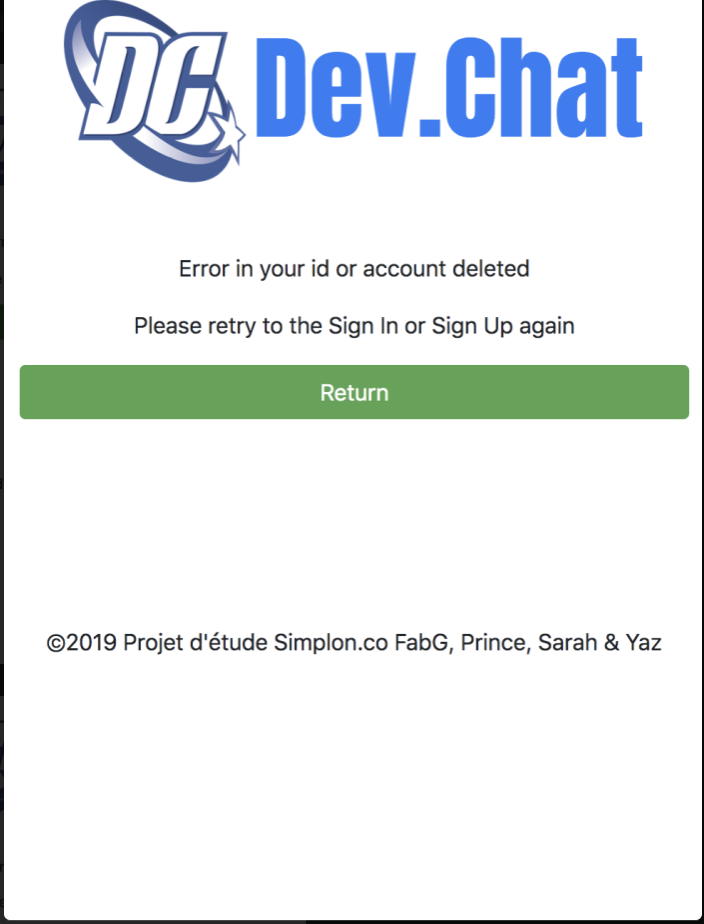 DC Dev.Chat
Error in your id or account deleted
Please retry to the Sign In or Sign Up again
Return
©2019 Projet d'étude Simplon.co FabG, Prince, Sarah & Yaz